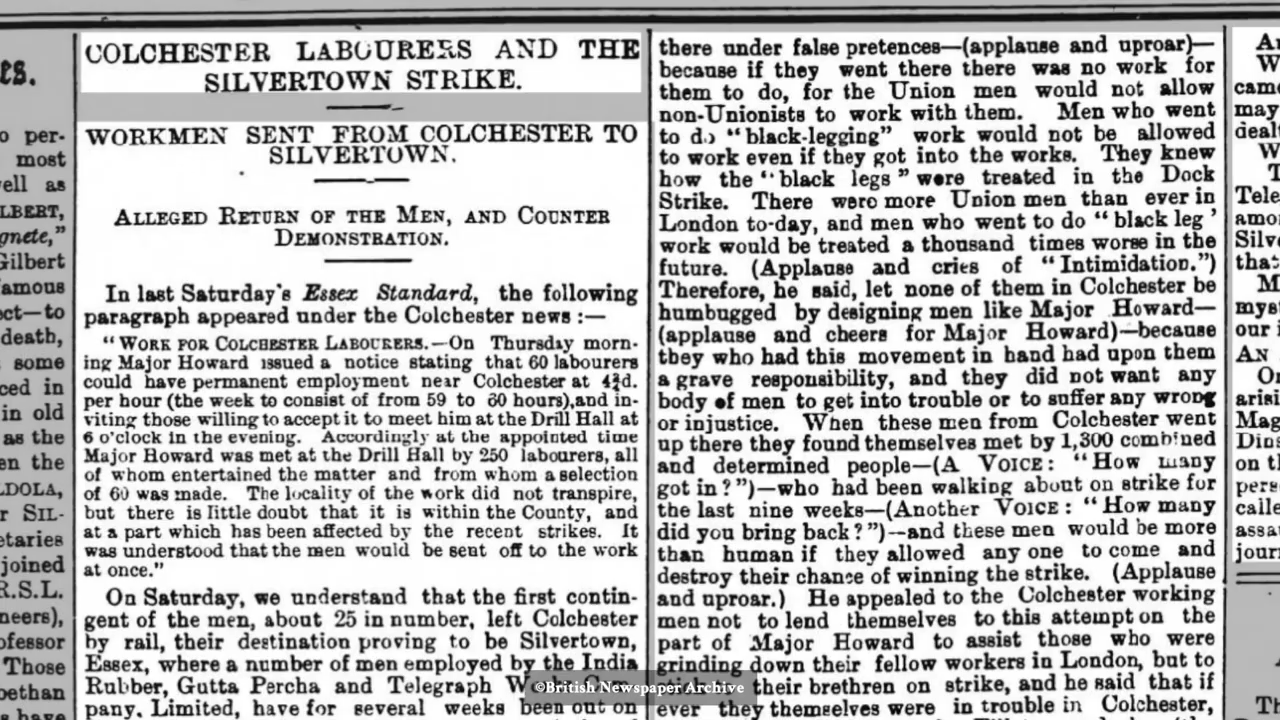 COLCHESTER LABOURERS AND THE
SILVERTOWN STRIKE.
WORKMEN SENT FROM COLCHESTER TO
SILVERTOWN.
ALLEGED RETURN OF THE MEN, AND COUNTER
DEMONSTRATION.
In last Saturday's Essex Standard, the following
paragraph appeared under the Colchester news :—
"WORK FOR COLCHESTER LABOURERS.—On Thursday morn-
ing Major Howard issued a notice stating that 60 labourers
could have permanent employment near Colchester at 4¾d.
per hour (the week to consist of from 59 to 60 hours),and in-
viting those willing to accept it to meet him at the Drill Hall at
6 o'clock in the evening. Accordingly at the appointed time
Major Howard was met at the Drill Hall by 250 labourers, all
of whom entertained the matter and from whom a selection
of 60 was made. The locality of the work did not transpire,
but there is little doubt that it is within the County, and
at a part which has been affected by the recent strikes. It
was understood that the men would be sent off to the work
at once."
On Saturday, we understand that the first contin-
gent of the men, about 25 in number, left Colchester
by rail, their destination proving to be Silvertown,
Essex, where a number of men employed by the India
Rubber, Gutta Percha and Telegraph
pany, Limited, have for several weeks been out on
there under false pretences—(applause and uproar)—
because if they went there there was no work for
them to do, for the Union men would not allow
non-Unionists to work with them. Men who went
to do "black-legging" work would not be allowed
to work even if they got into the works. They knew
how the "black legs" were treated in the Dock
Strike. There were more Union men than ever in
London to-day, and men who went to do "black leg'
work would be treated a thousand times worse in the
future. (Applause and cries of "Intimidation.")
Therefore, he said, let none of them in Colchester be
humbugged by designing men like Major Howard—
(applause and cheers for Major Howard)—because
they who had this movement in hand had upon them
a grave responsibility, and they did not want any
body of men to get into trouble or to suffer any wrong
or injustice. When these men from Colchester went
up there they found themselves met by 1,300 combined
and determined people—(A VOICE: "How many
got in?")—who had been walking about on strike for
the last nine weeks—(Another VOICE: "How many
did you bring back?")—and these men would be more
than human if they allowed any one to come and
destroy their chance of winning the strike. (Applause
and uproar.) He appealed to the Colchester working
men not to lend themselves to this attempt on the
part of Major Howard to assist those who were
grinding down their fellow workers in London, but to
their brethren on strike, and he said that if
ever they themselves were in trouble in Colchester,
©British Newspaper Archive